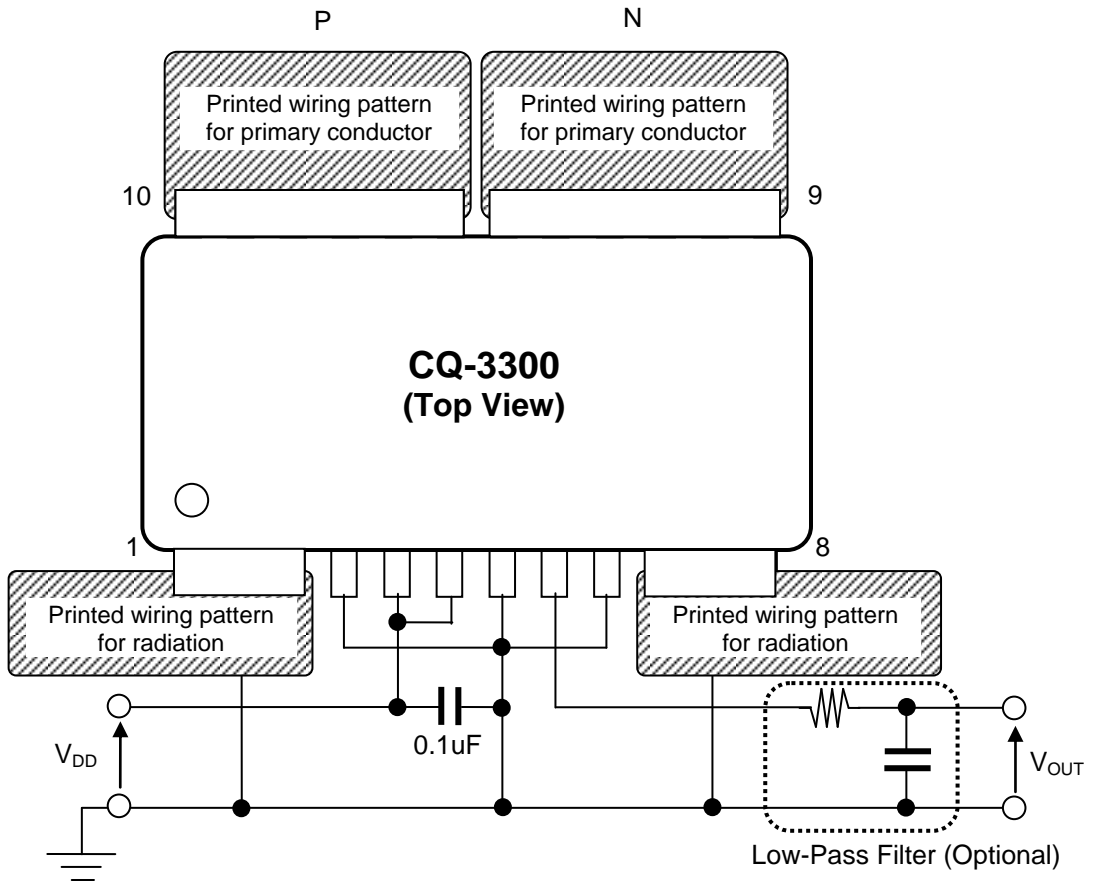 P
N
Printed wiring pattern
for primary conductor
Printed wiring pattern
for primary conductor
10
9
CQ-3300
(Top View)
1
8
Printed wiring pattern
for radiation
Printed wiring pattern
for radiation
0.1uF
VDD
VOUT
Low-Pass Filter (Optional)